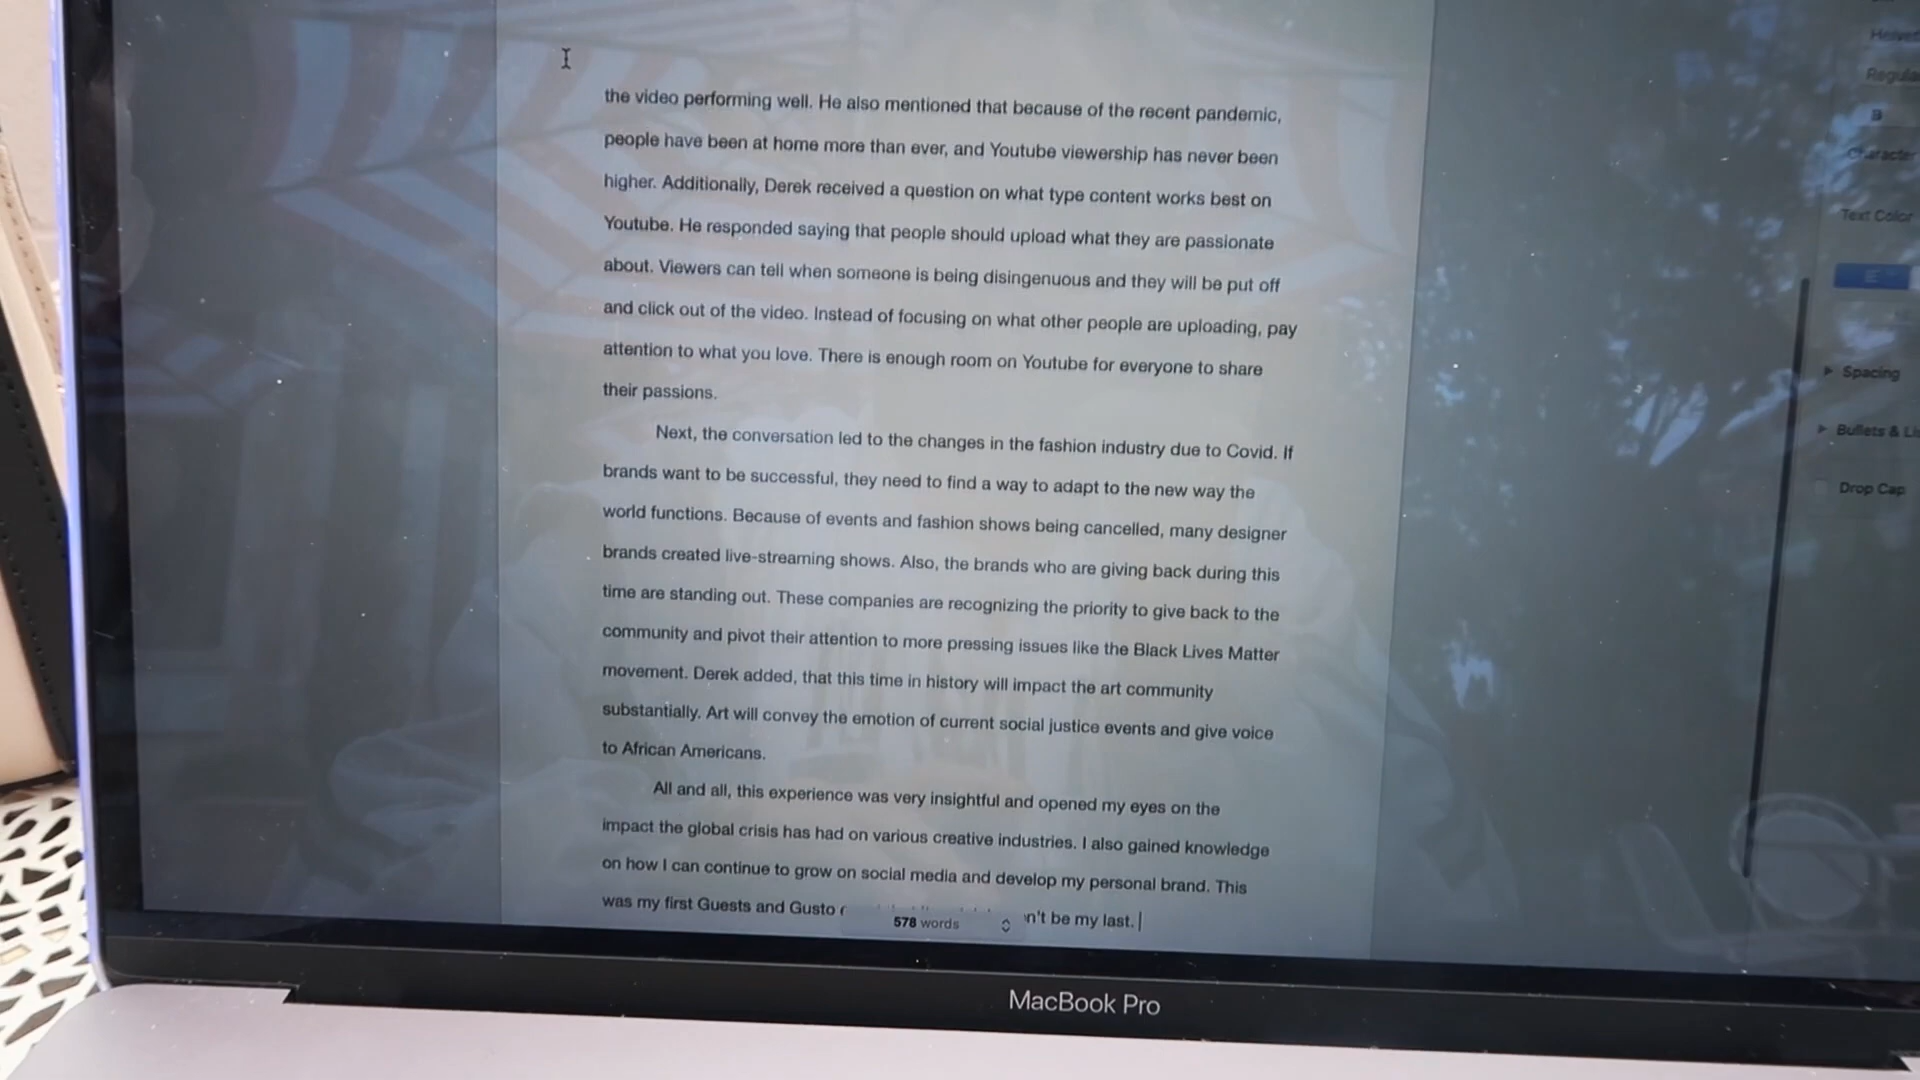 the video performing well. He also mentioned that because of the recent pandemic,
people have been at home more than ever, and Youtube viewership has never been
higher. Additionally, Derek received a question on what type content works best on
Youtube. He responded saying that people should upload what they are passionate
about. Viewers can tell when someone is being disingenuous and they will be put off
and click out of the video. Instead of focusing on what other people are uploading, pay
attention to what you love. There is enough room on Youtube for everyone to share
their passions.
Next, the conversation led to the changes in the fashion industry due to Covid. If
brands want to be successful, they need to find a way to adapt to the new way the
world functions. Because of events and fashion shows being cancelled, many designer
brands created live-streaming shows. Also, the brands who are giving back during this
time are standing out. These companies are recognizing the priority to give back to the
community and pivot their attention to more pressing issues like the Black Lives Matter
movement. Derek added, that this time in history will impact the art community
substantially. Art will convey the emotion of current social justice events and give voice
to African Americans.
All and all, this experience was very insightful and opened my eyes on the
impact the global crisis has had on various creative industries. I also gained knowledge
on how I can continue to grow on social media and develop my personal brand. This
was my first Guests and Gusto n't be my last.
578 words
Character
Text Color
Spacing
Bullets &
Drop Cap
MacBook Pro